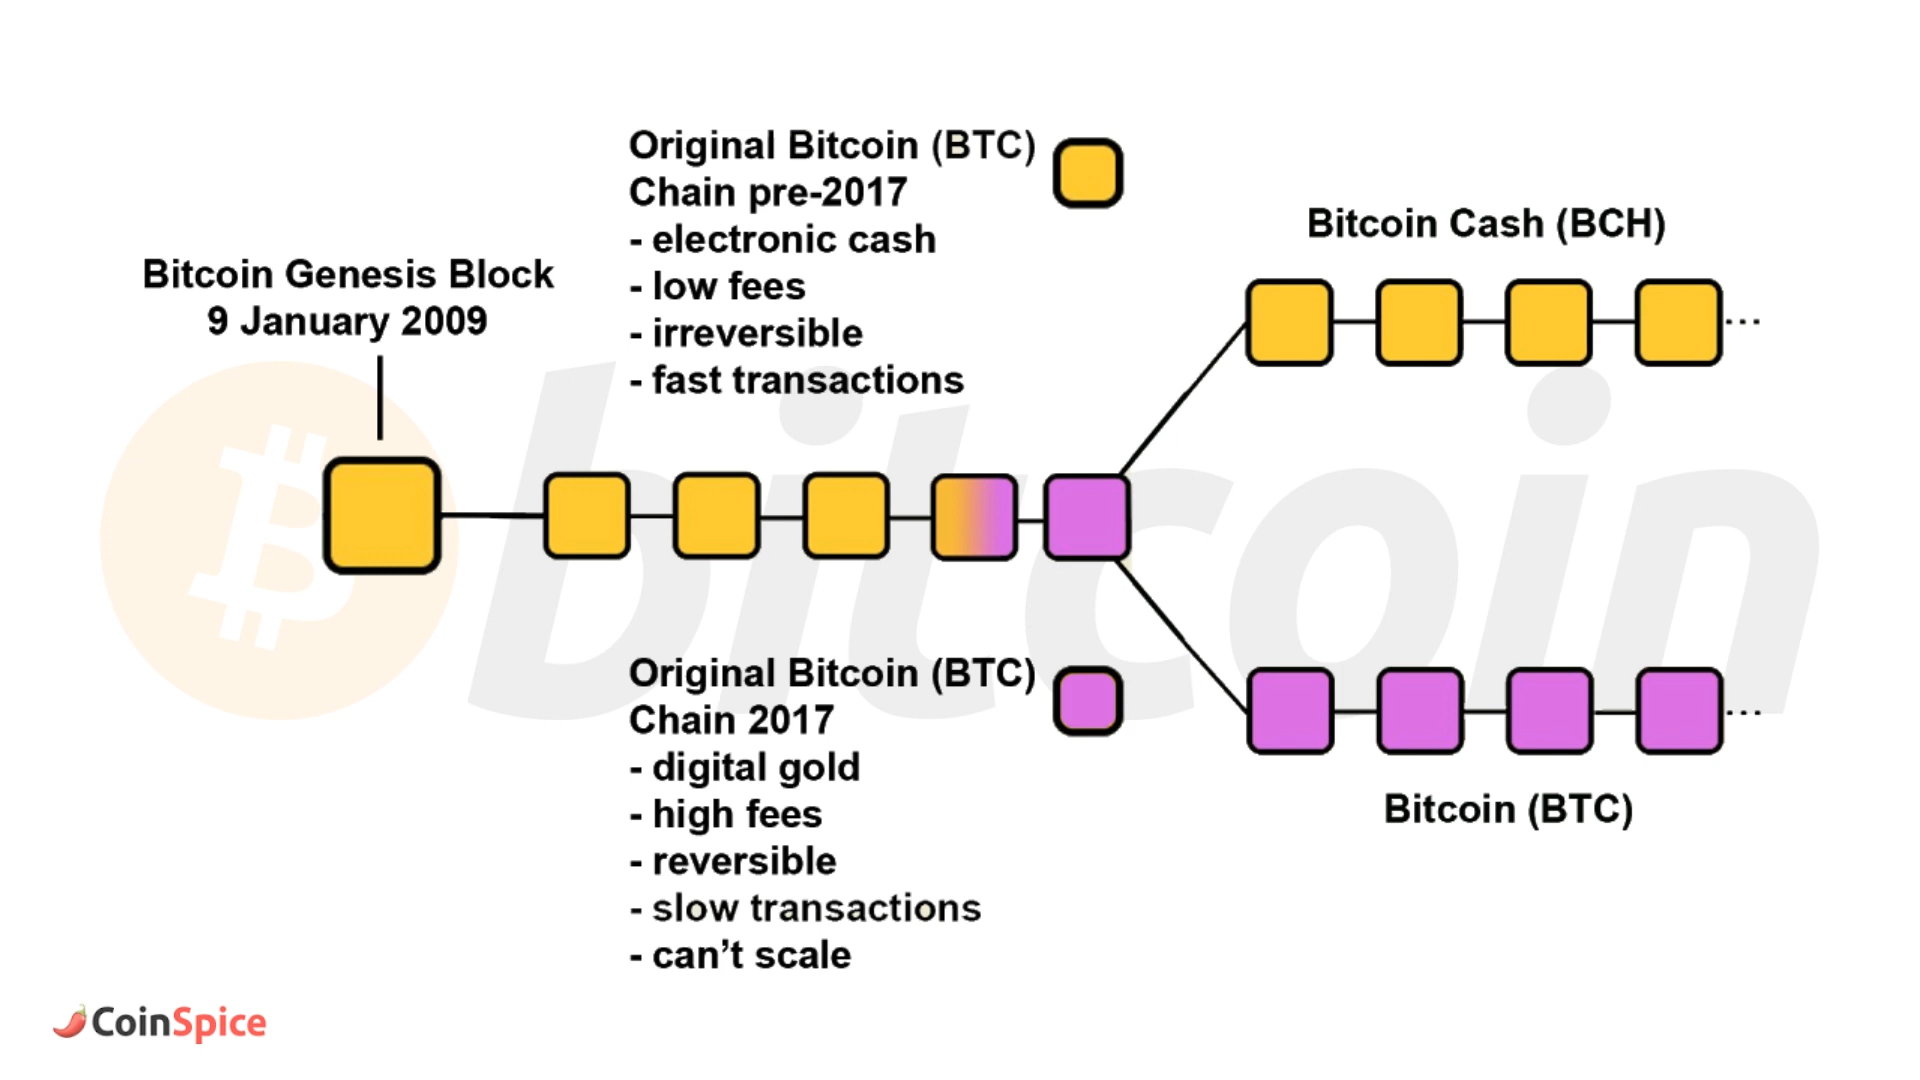 Original Bitcoin (BTC)
Chain pre-2017
- electronic cash
- low fees
- irreversible
- fast transactions
Bitcoin Cash (BCH)
Bitcoin Genesis Block
9 January 2009
bitcoin
Original Bitcoin (BTC)
Chain 2017
- digital gold
- high fees
- reversible
- slow transactions
- can’t scale
Bitcoin (BTC)
CoinSpice